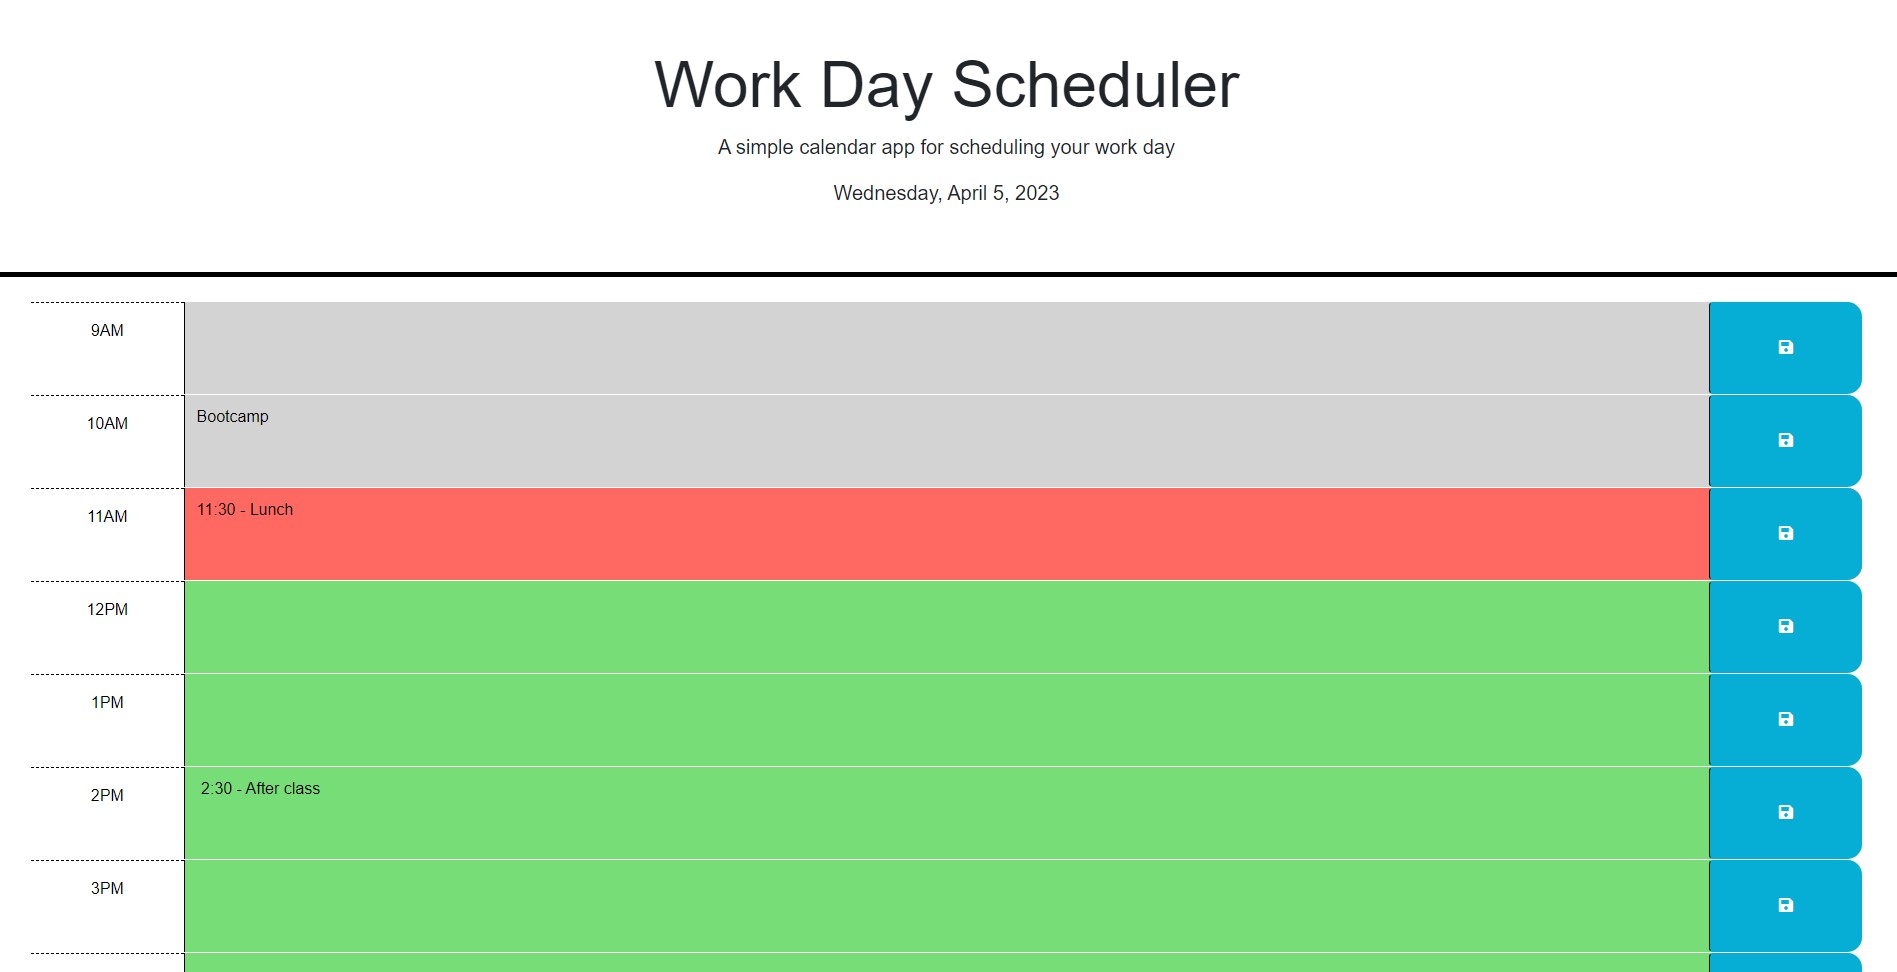 Work Day Scheduler
A simple calendar app for scheduling your work day
Wednesday, April 5, 2023
9AM
10AM
Bootcamp
11AM
11:30 - Lunch
12PM
1PM
2PM
2:30 - After class
3PM